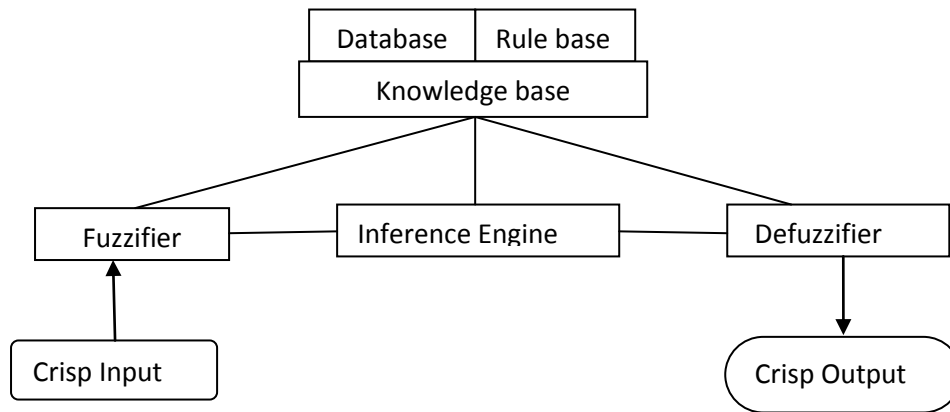 Database
Rule base
Knowledge base
Fuzzifier
Inference Engine
Defuzzifier
Crisp Input
Crisp Output